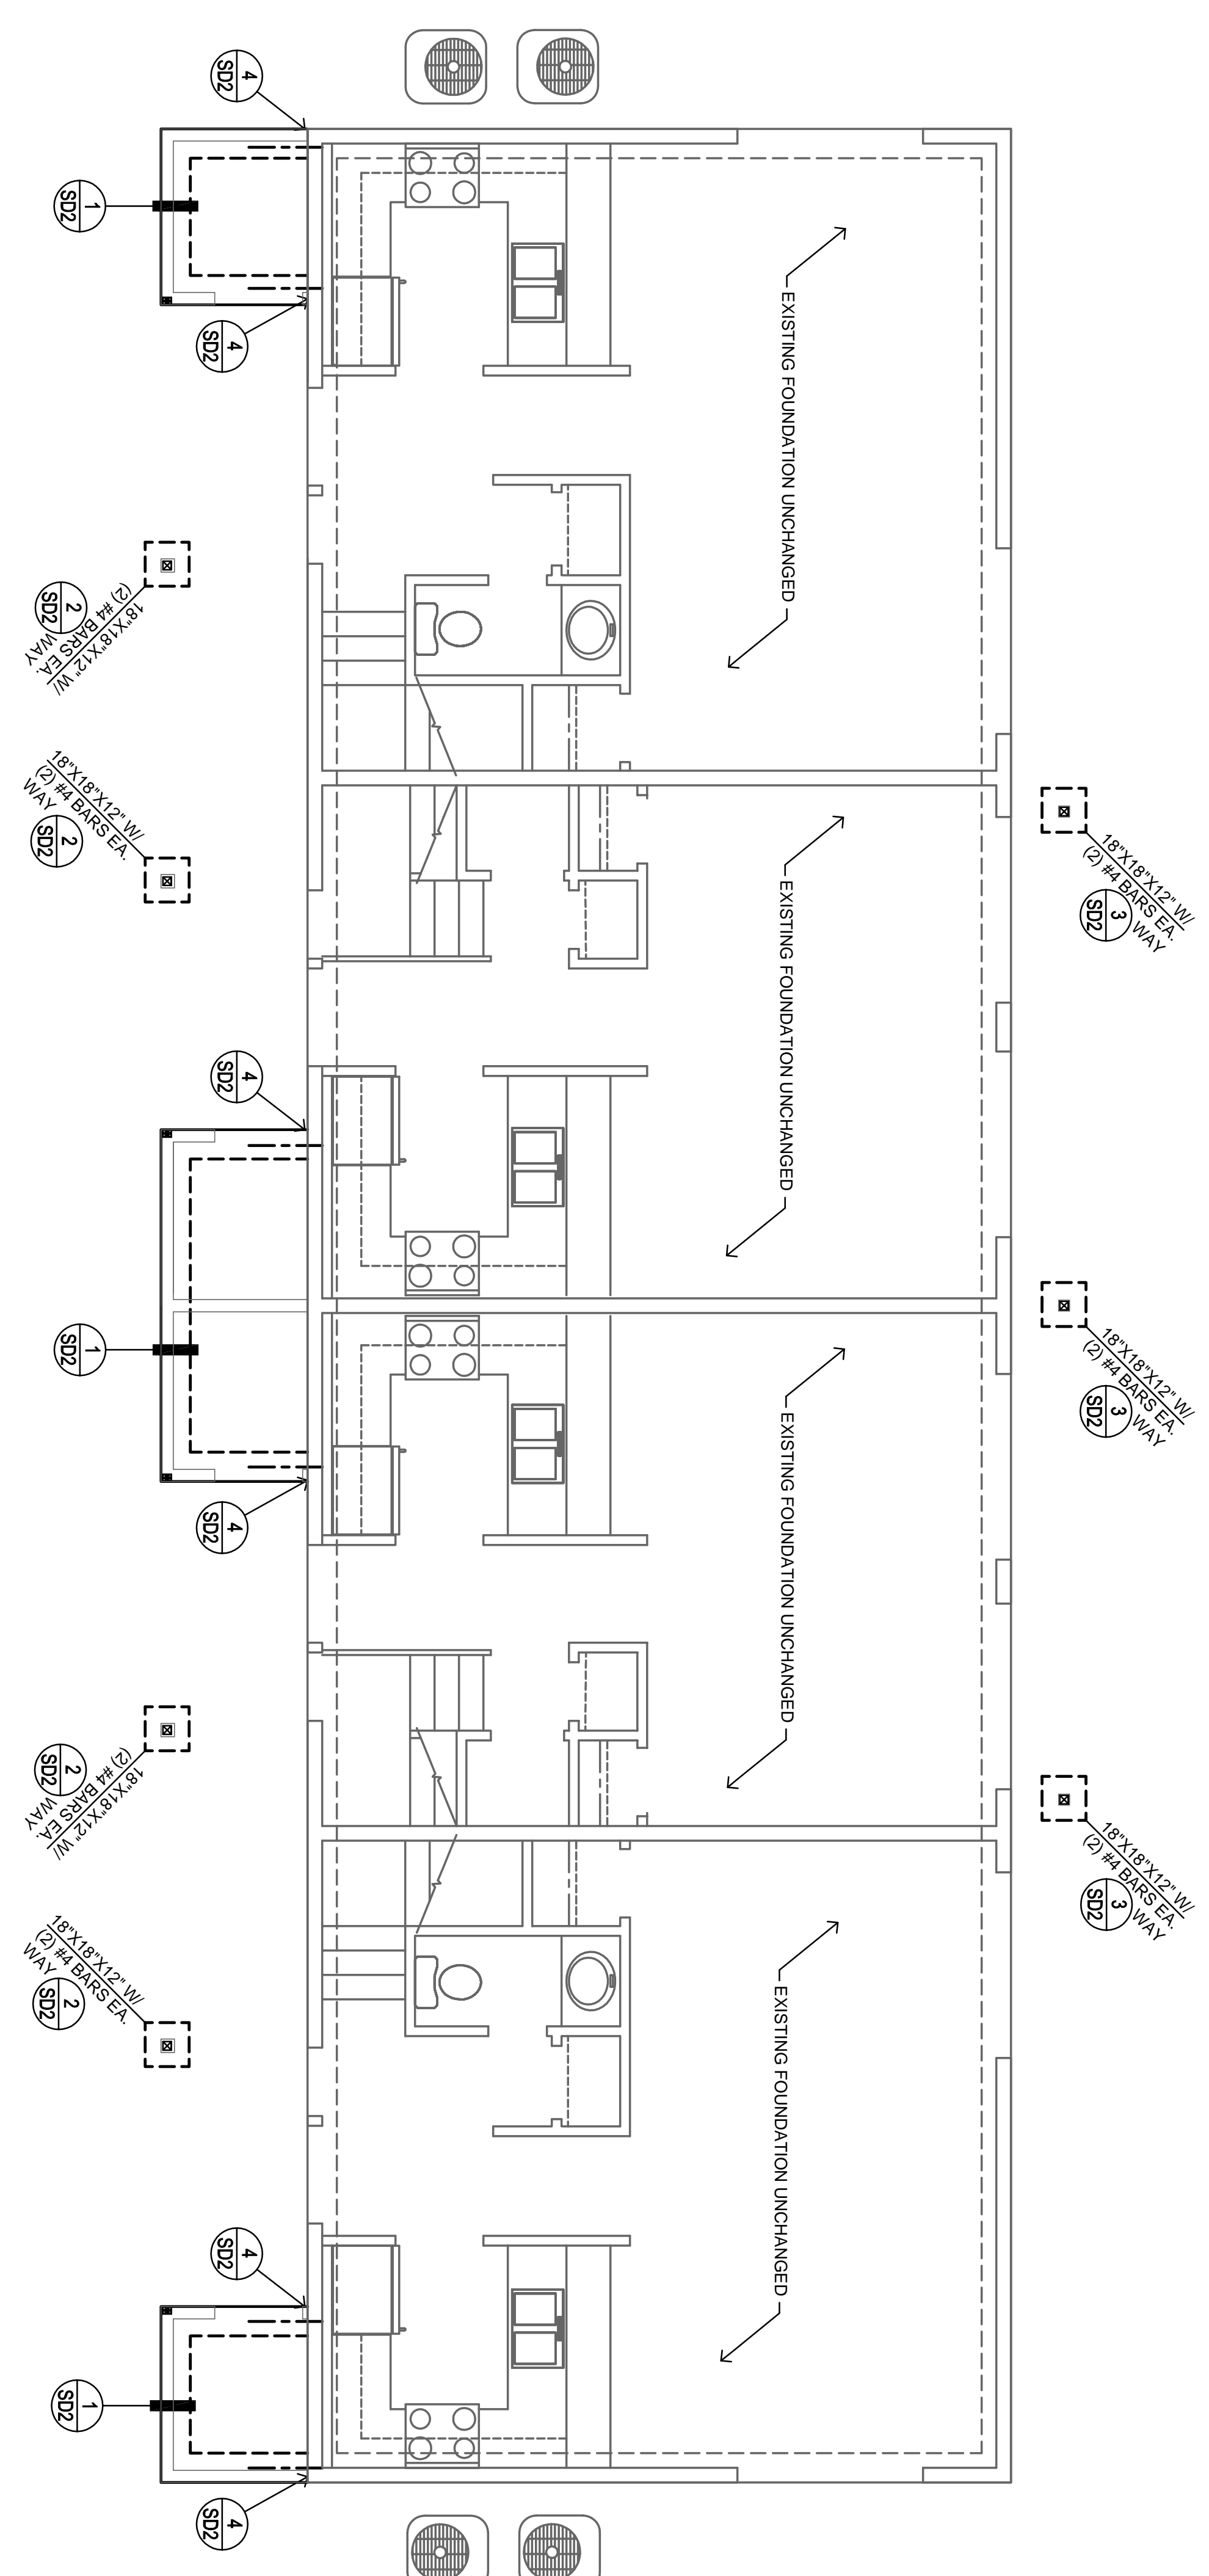 4
SD2
1
SD2
4
SD2
EXISTING FOUNDATION UNCHANGED
18"X18"X12" W/
(2) #4 BARS EA.
WAY
2
SD2
18"X18"X12" W/
(2) #4 BARS EA.
WAY
2
SD2
18"X18"X12" W/
(2) #4 BARS EA.
WAY
3
SD2
EXISTING FOUNDATION UNCHANGED
4
SD2
1
SD2
4
SD2
18"X18"X12" W/
(2) #4 BARS EA.
WAY
3
SD2
EXISTING FOUNDATION UNCHANGED
18"X18"X12" W/
(2) #4 BARS EA.
WAY
2
SD2
18"X18"X12" W/
(2) #4 BARS EA.
WAY
3
SD2
18"X18"X12" W/
(2) #4 BARS EA.
WAY
2
SD2
EXISTING FOUNDATION UNCHANGED
4
SD2
1
SD2
4
SD2